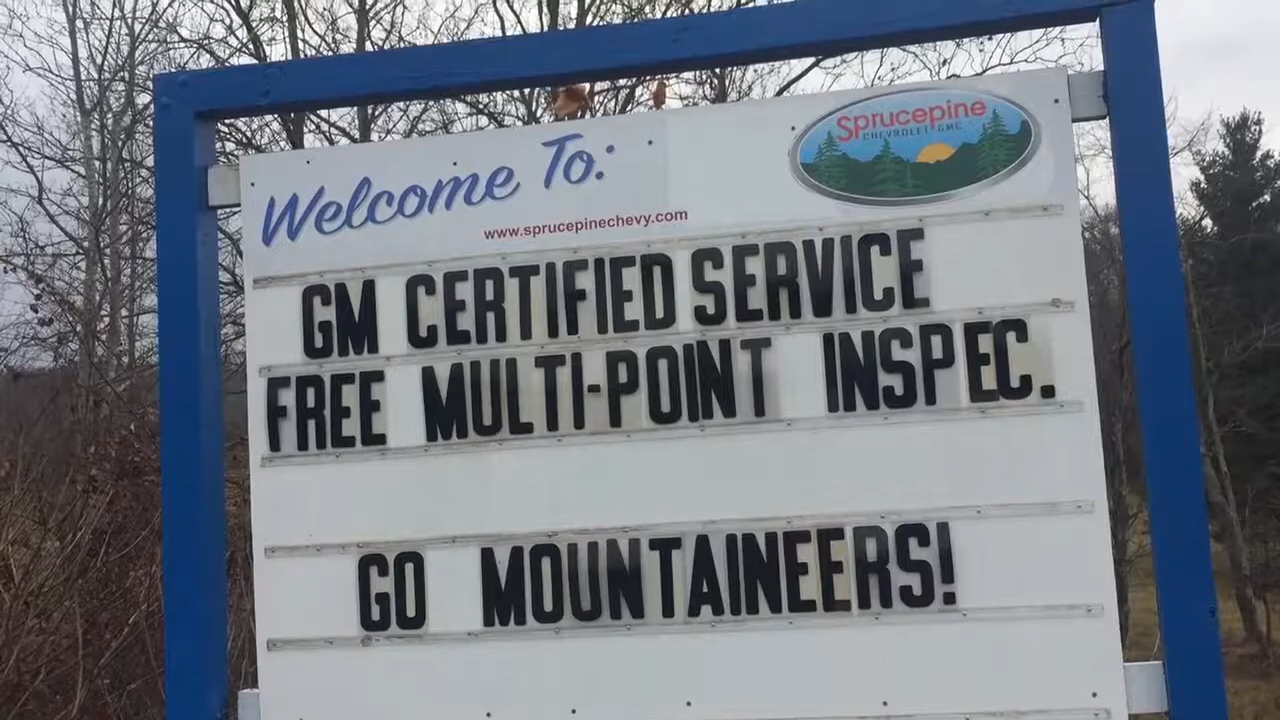 Sprucepine
CHEVROLET GMC
Welcome To:
www.sprucepinechevy.com
GM CERTIFIED SERVICE
FREE MULTI-POINT INSPEC.
GO MOUNTAINEERS!